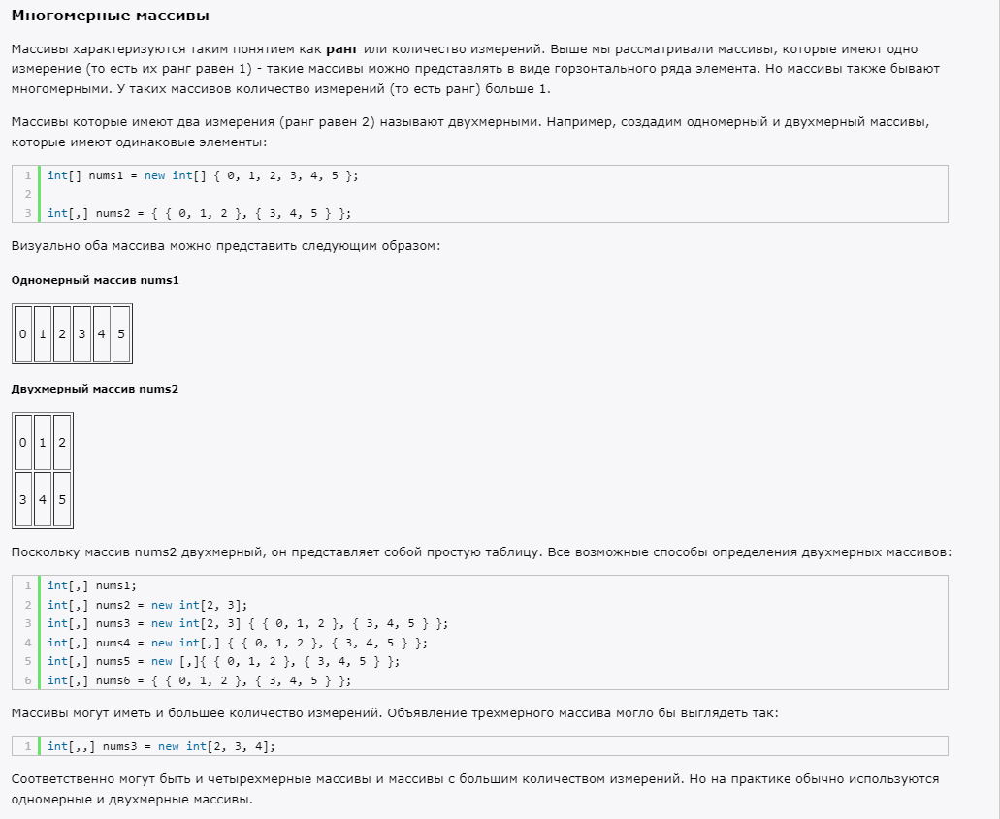 Многомерные массивы
Массивы характеризуются таким понятием как ранг или количество измерений. Выше мы рассматривали массивы, которые имеют одно
измерение (то есть их ранг равен 1) - такие массивы можно представлять в виде горзонтального ряда элемента. Но массивы также бывают
многомерными. У таких массивов количество измерений (то есть ранг) больше 1.
Массивы которые имеют два измерения (ранг равен 2) называют двухмерными. Например, создадим одномерный и двухмерный массивы,
которые имеют одинаковые элементы:
1 int[] nums1 = new int[] { 0, 1, 2, 3, 4, 5 };
2
3 int[,] nums2 = { { 0, 1, 2 }, { 3, 4, 5 } };
Визуально оба массива можно представить следующим образом:
Одномерный массив nums1
0 1 2 3 4 5
Двухмерный массив nums2
0 1 2
3 4 5
Поскольку массив nums2 двухмерный, он представляет собой простую таблицу. Все возможные способы определения двухмерных массивов:
1 int[,] nums1;
2 int[,] nums2 = new int[2, 3];
3 int[,] nums3 = new int[2, 3] { { 0, 1, 2 }, { 3, 4, 5 } };
4 int[,] nums4 = new int[,] { { 0, 1, 2 }, { 3, 4, 5 } };
5 int[,] nums5 = new [,]{ { 0, 1, 2 }, { 3, 4, 5 } };
6 int[,] nums6 = { { 0, 1, 2 }, { 3, 4, 5 } };
Массивы могут иметь и большее количество измерений. Объявление трехмерного массива могло бы выглядеть так:
1 int[,,] nums3 = new int[2, 3, 4];
Соответственно могут быть и четырехмерные массивы и массивы с большим количеством измерений. Но на практике обычно используются
одномерные и двухмерные массивы.